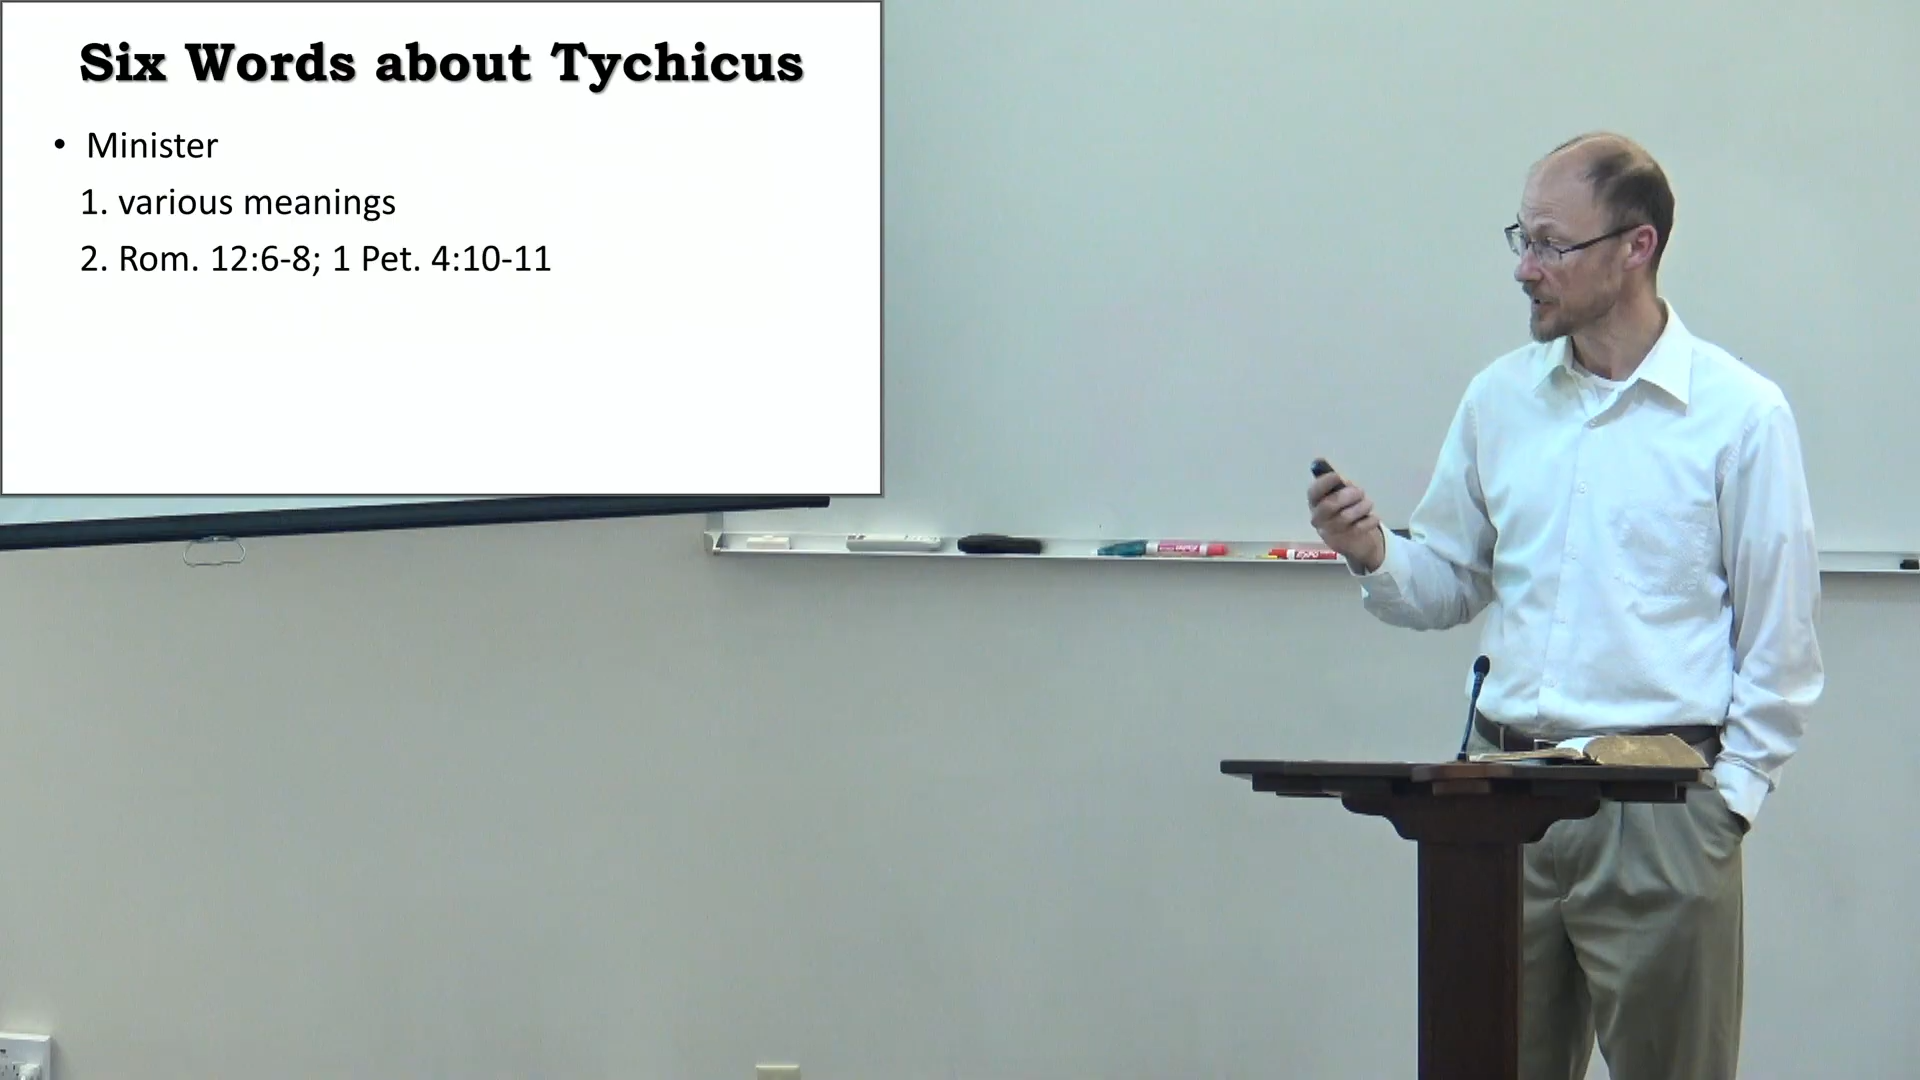 Six Words about Tychicus
• Minister
1. various meanings
2. Rom. 12:6-8; 1 Pet. 4:10-11